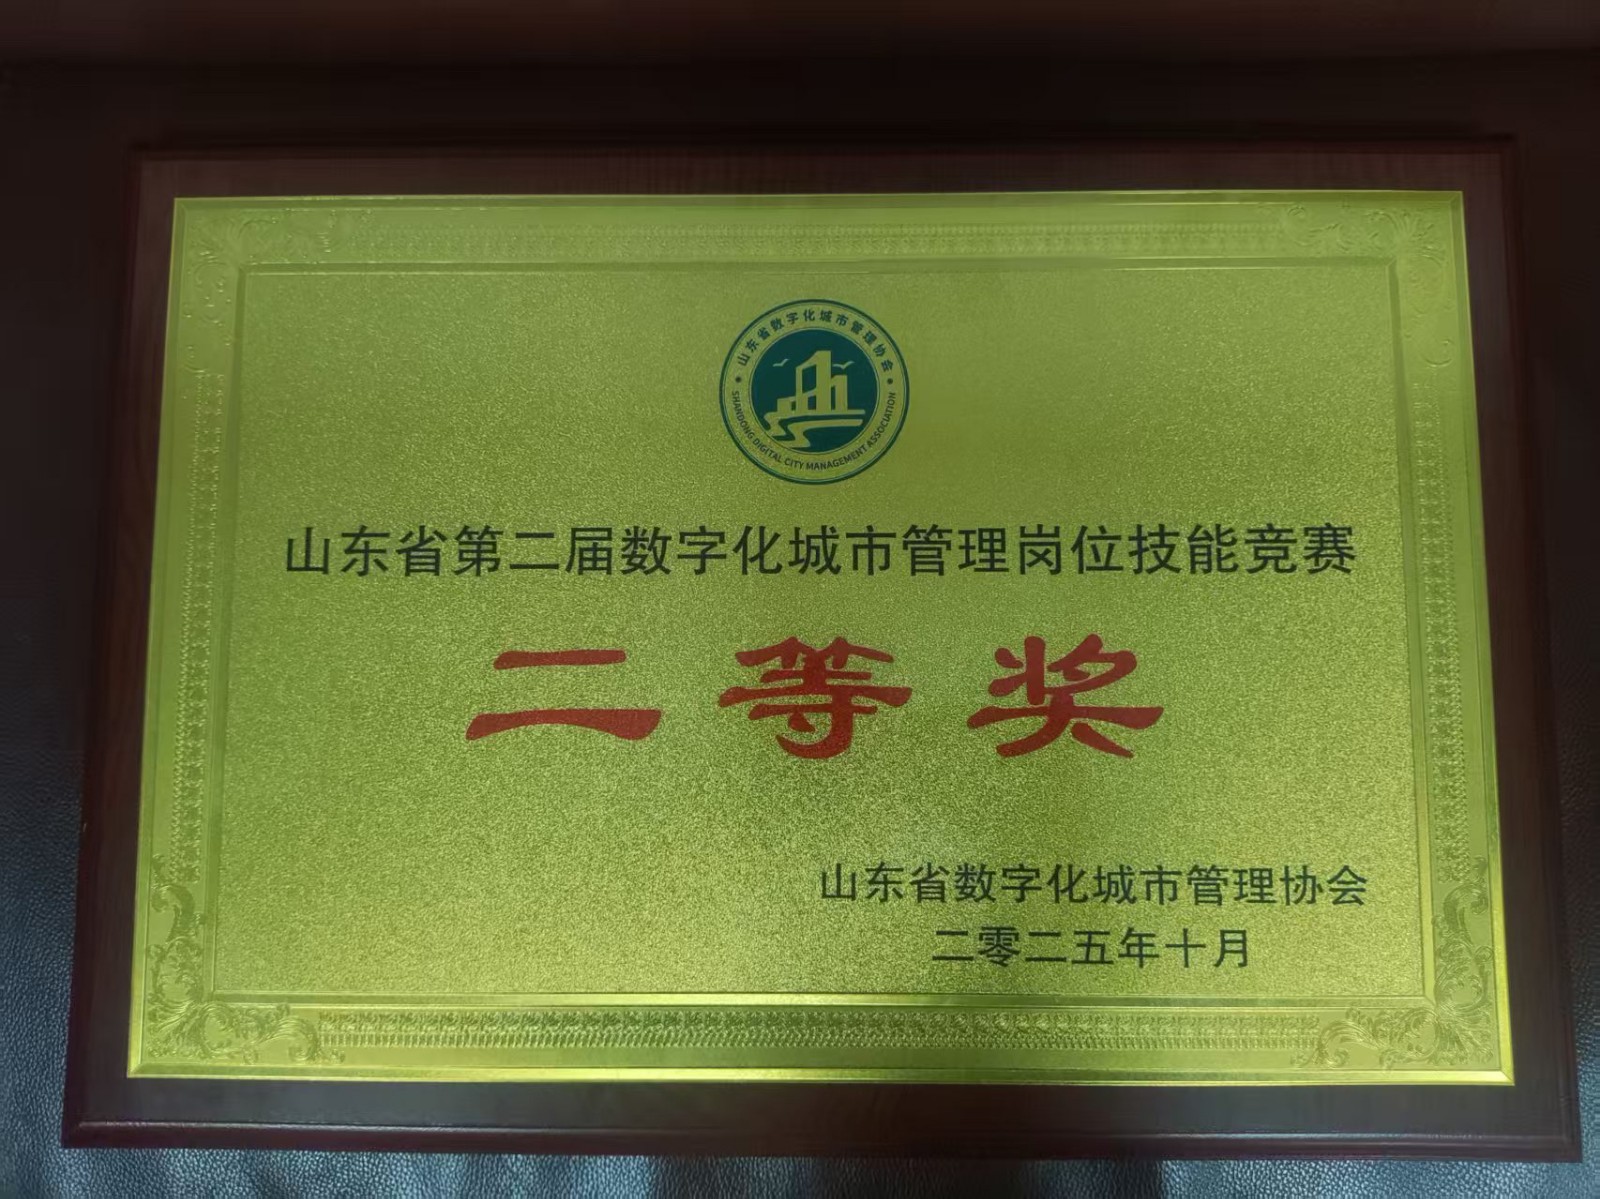 山东省数字化城市管理协会
SHANDONG DIGITAL CITY MANAGEMENT ASSOCIATION
山东省第二届数字化城市管理岗位技能竞赛
二等奖
山东省数字化城市管理协会
二零二五年十月